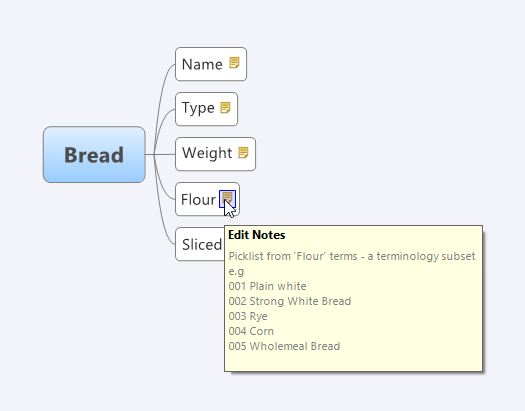 Name
Type
Bread
Weight
Flour
Sliced
Edit Notes
Picklist from 'Flour' terms - a terminology subset
e.g
001 Plain white
002 Strong White Bread
003 Rye
004 Corn
005 Wholemeal Bread